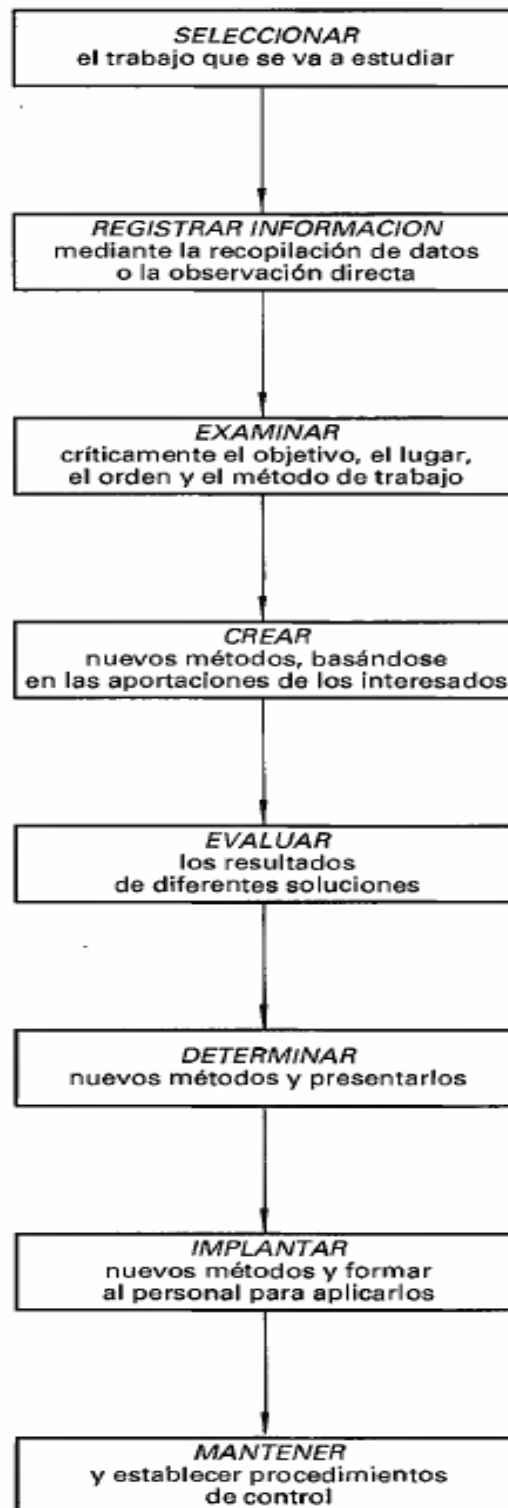 SELECCIONAR
el trabajo que se va a estudiar
REGISTRAR INFORMACION
mediante la recopilación de datos
o la observación directa
EXAMINAR
críticamente el objetivo, el lugar,
el orden y el método de trabajo
CREAR
nuevos métodos, basándose
en las aportaciones de los interesados
EVALUAR
los resultados
de diferentes soluciones
DETERMINAR
nuevos métodos y presentarlos
IMPLANTAR
nuevos métodos y formar
al personal para aplicarlos
MANTENER
y establecer procedimientos
de control